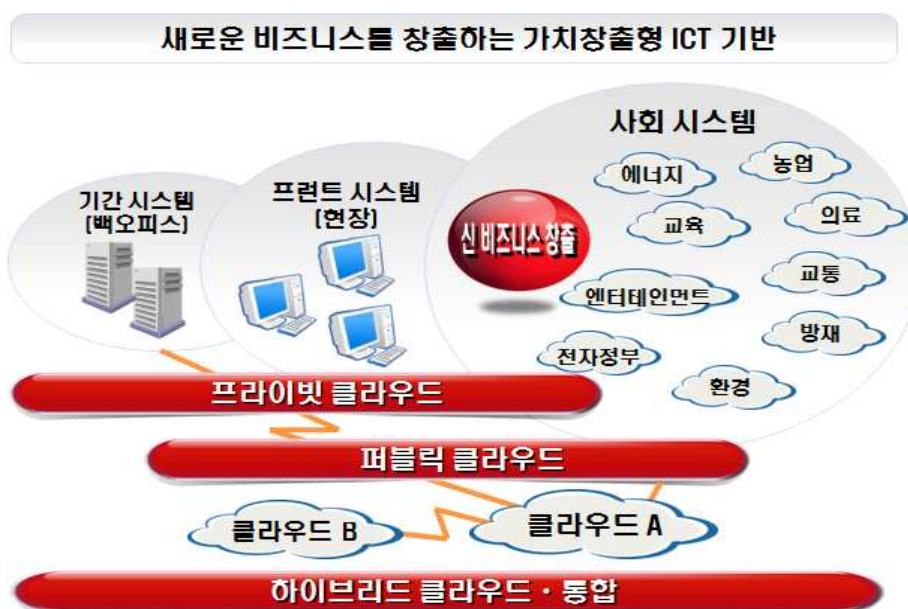 새로운 비즈니스를 창출하는 가치창출형 ICT 기반
사회 시스템
에너지
농업
기간 시스템
(백오피스)
프런트 시스템
(현장)
신 비즈니스 창출
교육
의료
엔터테인먼트
교통
전자정부
방재
환경
프라이빗 클라우드
퍼블릭 클라우드
클라우드 B
클라우드 A
하이브리드 클라우드 · 통합